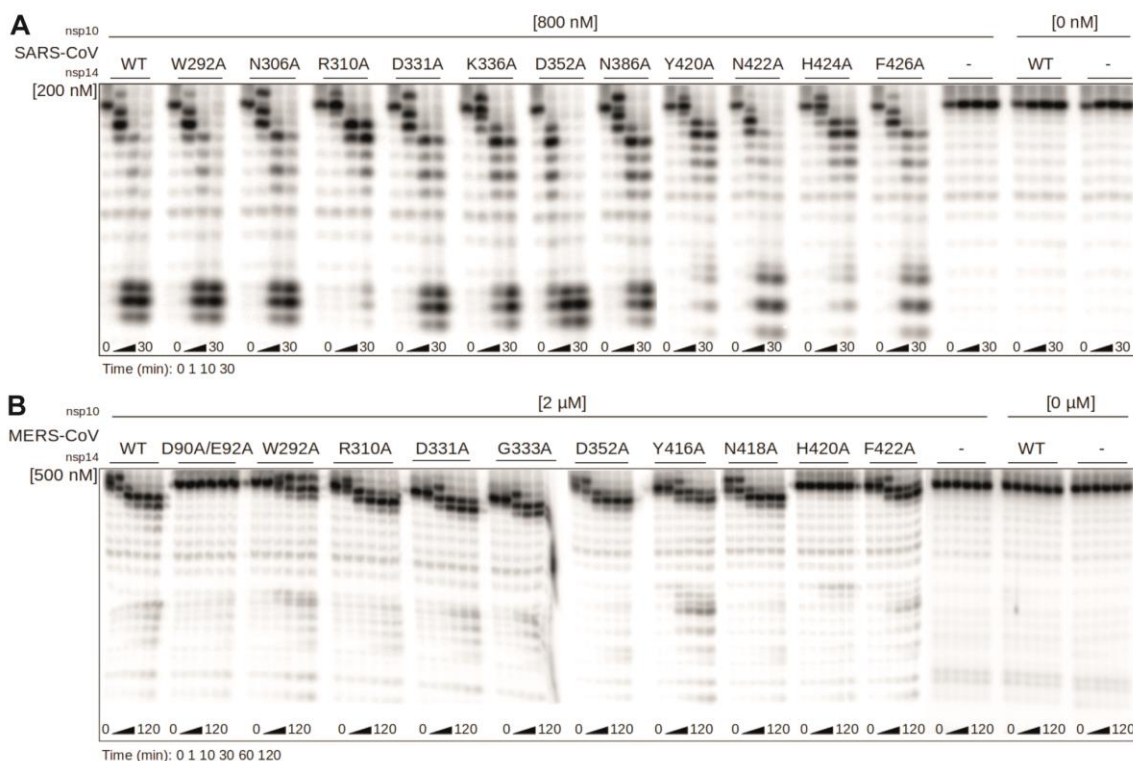 A
nsp10 [800 nM] [0 nM]
SARS-CoV
nsp14 WT W292A N306A R310A D331A K336A D352A N386A Y420A N422A H424A F426A - WT -
[200 nM]
0 30 0 30 0 30 0 30 0 30 0 30 0 30 0 30 0 30 0 30 0 30 0 30 0 30 0 30 0 30
Time (min): 0 1 10 30
B
nsp10 [2 µM] [0 µM]
MERS-CoV
nsp14 WT D90A/E92A W292A R310A D331A G333A D352A Y416A N418A H420A F422A - WT -
[500 nM]
0 120 0 120 0 120 0 120 0 120 0 120 0 120 0 120 0 120 0 120 0 120 0 120 0 120 0 120
Time (min): 0 1 10 30 60 120